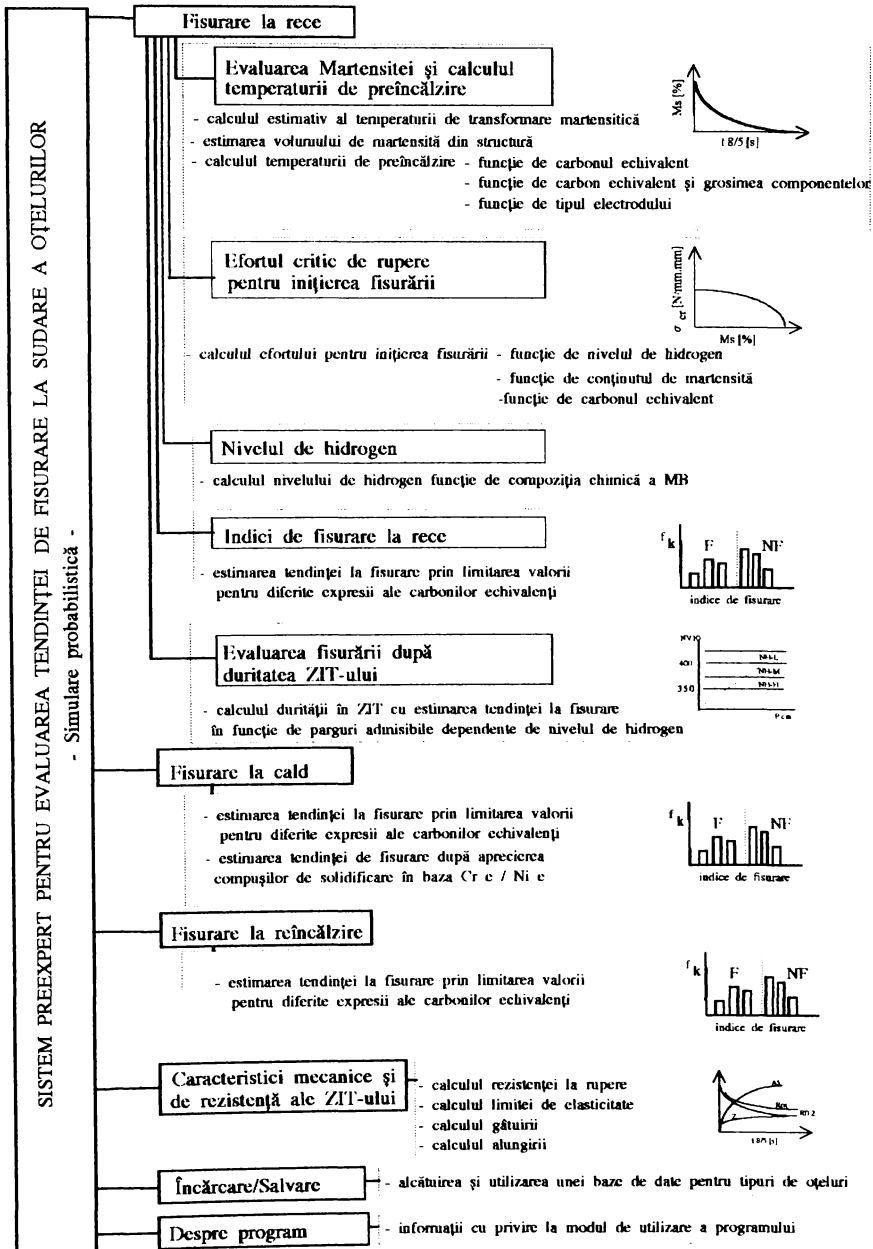 SISTEM PREEXPERT PENTRU EVALUAREA TENDINȚEI DE FISURARE LA SUDARE A OȚELURILOR
- Simulare probabilistică -
Fisurare la rece
Evaluarea Martensitei și calculul
temperaturii de preîncălzire
- calculul estimativ al temperaturii de transformare martensitică
- estimarea volumului de martensită din structură
- calculul temperaturii de preîncălzire - funcție de carbonul echivalent
- funcție de carbon echivalent și grosimea componentelor
- funcție de tipul electrodului
Ms [%]
t 8/5 [s]
Efortul critic de rupere
pentru inițierea fisurării
σ cr [N/mm.mm]
Ms [%]
- calculul efortului pentru inițierea fisurării - funcție de nivelul de hidrogen
- funcție de conținutul de martensită
-funcție de carbonul echivalent
Nivelul de hidrogen
- calculul nivelului de hidrogen funcție de compoziția chimică a MB
Indici de fisurare la rece
- estimarea tendinței la fisurare prin limitarea valorii
pentru diferite expresii ale carbonilor echivalenți
f k F NF
indice de fisurare
Evaluarea fisurării după
duritatea ZIT-ului
- calculul durității în ZIT cu estimarea tendinței la fisurare
în funcție de parguri admisibile dependente de nivelul de hidrogen
HV10
400
350
NH-L
NH-M
NH-H
Pcm
Fisurare la cald
- estimarea tendinței la fisurare prin limitarea valorii
pentru diferite expresii ale carbonilor echivalenți
- estimarea tendinței de fisurare după aprecierea
compușilor de solidificare în baza Cr e / Ni e
f k F NF
indice de fisurare
Fisurare la reîncălzire
- estimarea tendinței la fisurare prin limitarea valorii
pentru diferite expresii ale carbonilor echivalenți
f k F NF
indice de fisurare
Caracteristici mecanice și
de rezistență ale ZIT-ului
- calculul rezistenței la rupere
- calculul limitei de elasticitate
- calculul gâtuirii
- calculul alungirii
A5
Rm
Z
t 8/5 [s]
Încărcare/Salvare
- alcătuirea și utilizarea unei baze de date pentru tipuri de oțeluri
Despre program
- informații cu privire la modul de utilizare a programului